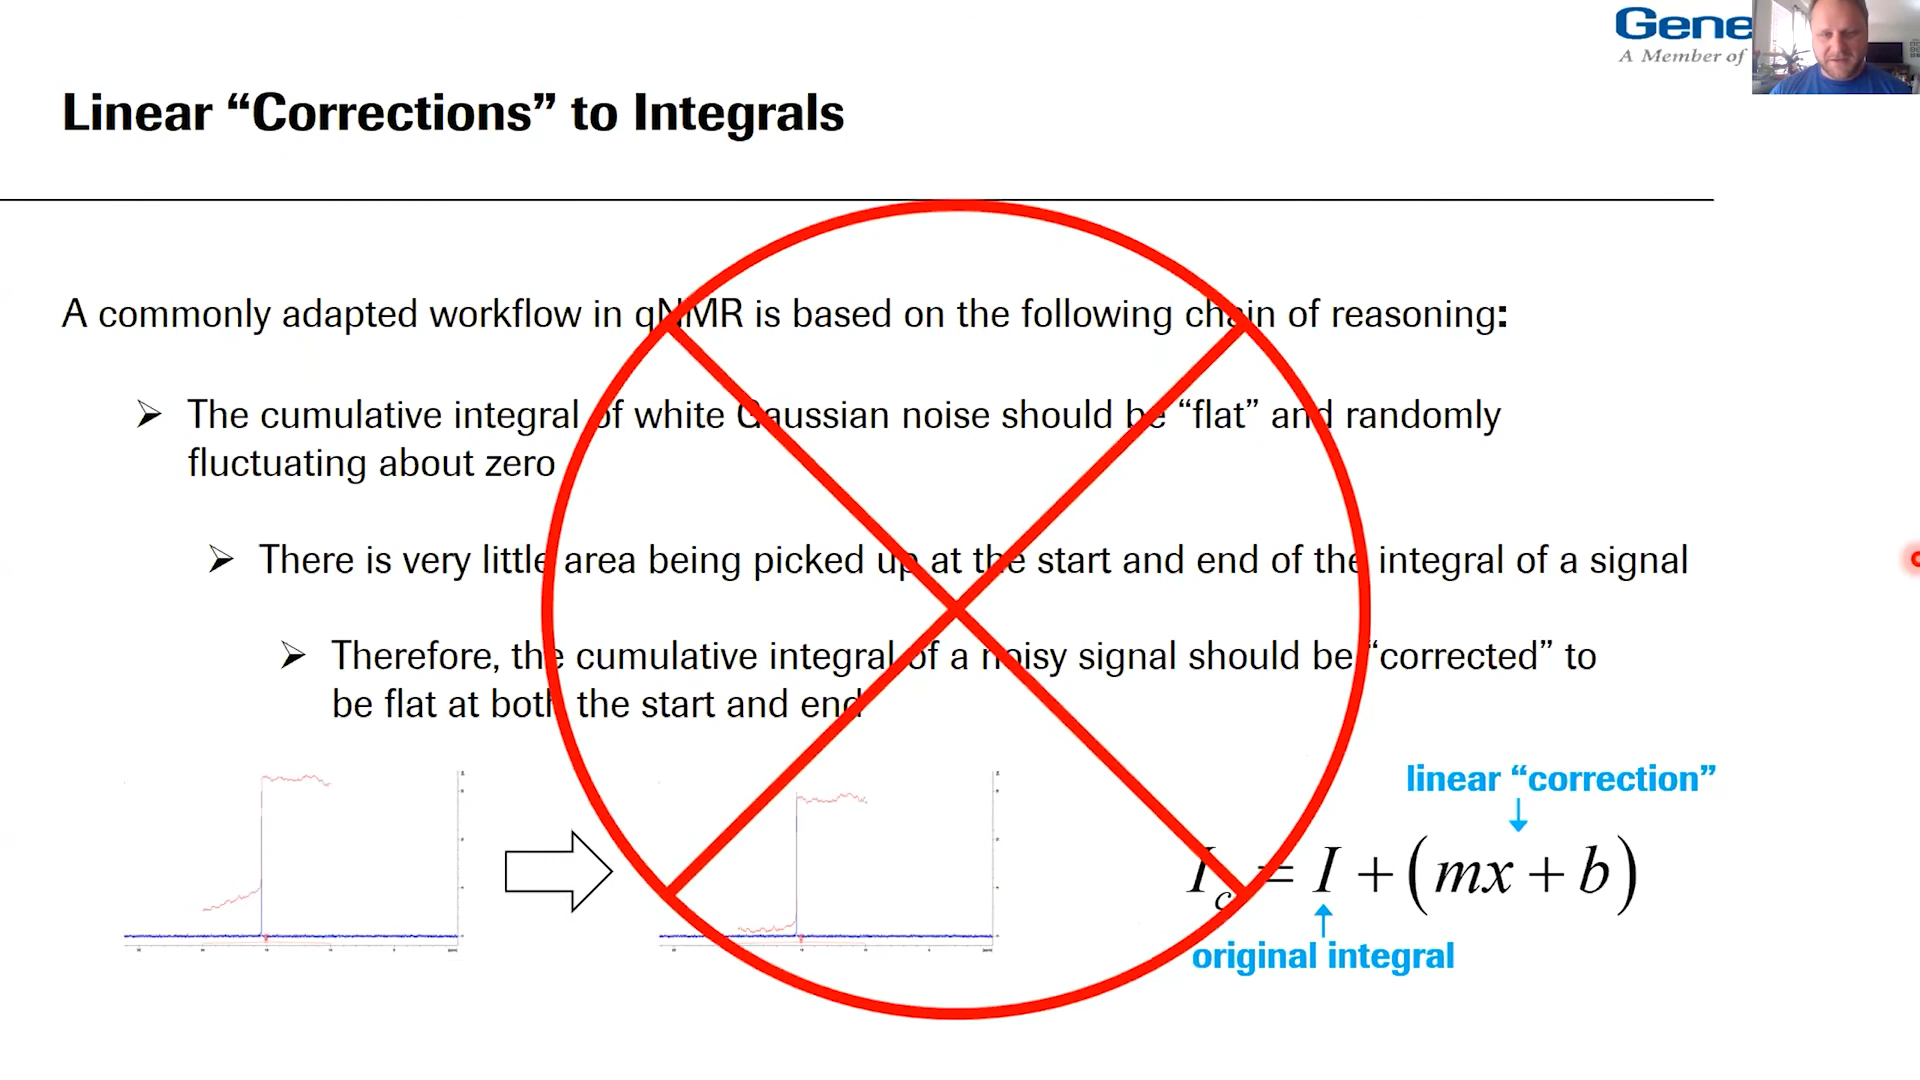 Gene
A Member of
Linear “Corrections” to Integrals
A commonly adapted workflow in qNMR is based on the following chain of reasoning:
The cumulative integral of white Gaussian noise should be “flat” and randomly
fluctuating about zero
There is very little area being picked up at the start and end of the integral of a signal
Therefore, the cumulative integral of a noisy signal should be “corrected” to
be flat at both the start and end
linear “correction”
I_c = I + (mx + b)
original integral